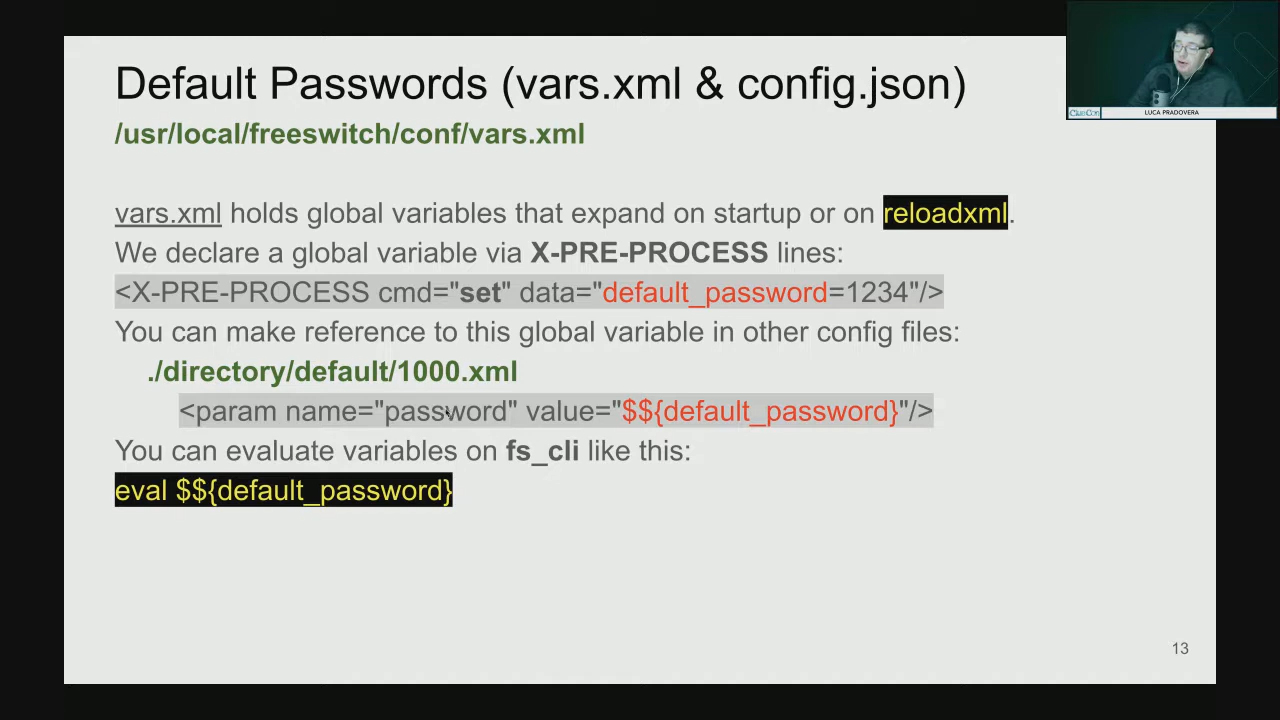 Default Passwords (vars.xml & config.json)
/usr/local/freeswitch/conf/vars.xml
vars.xml holds global variables that expand on startup or on reloadxml.
We declare a global variable via X-PRE-PROCESS lines:
<X-PRE-PROCESS cmd="set" data="default_password=1234"/>
You can make reference to this global variable in other config files:
./directory/default/1000.xml
<param name="password" value="$${default_password}"/>
You can evaluate variables on fs_cli like this:
eval $${default_password}
13
ClueCon
LUCA PRADOVERA